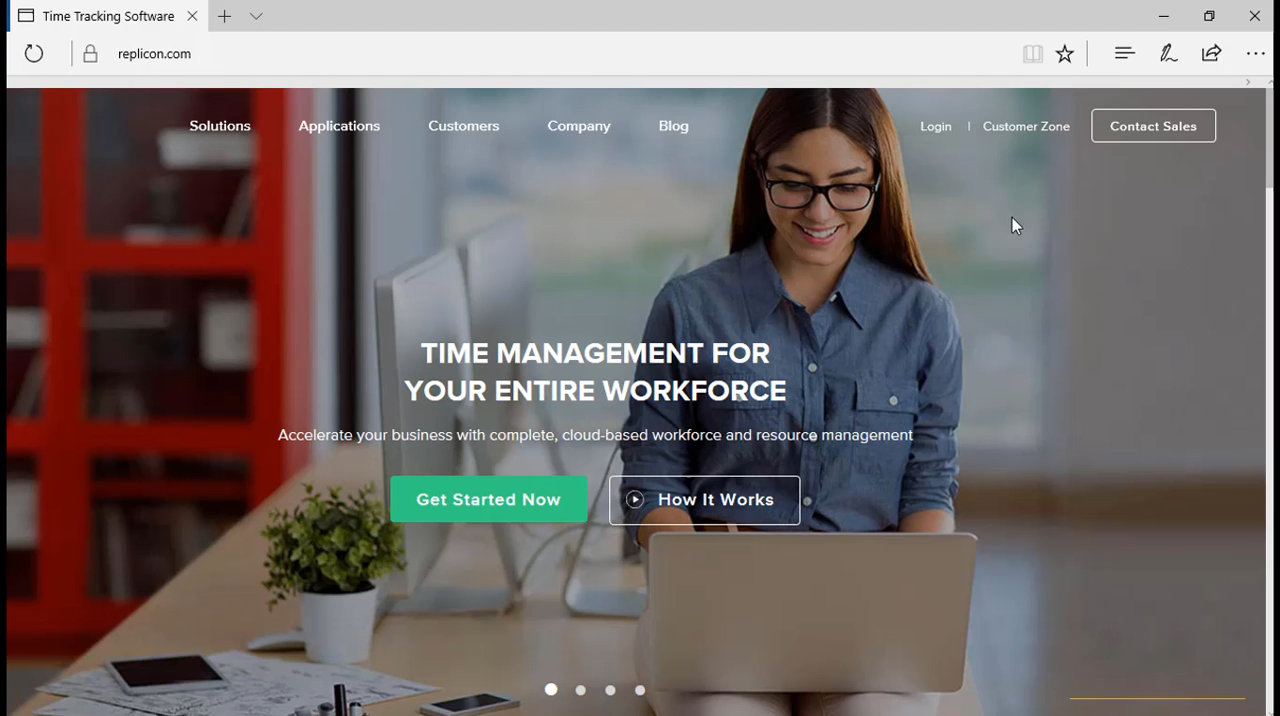 Time Tracking Software
replicon.com
Solutions
Applications
Customers
Company
Blog
Login | Customer Zone
Contact Sales
TIME MANAGEMENT FOR
YOUR ENTIRE WORKFORCE
Accelerate your business with complete, cloud-based workforce and resource management
Get Started Now
How It Works